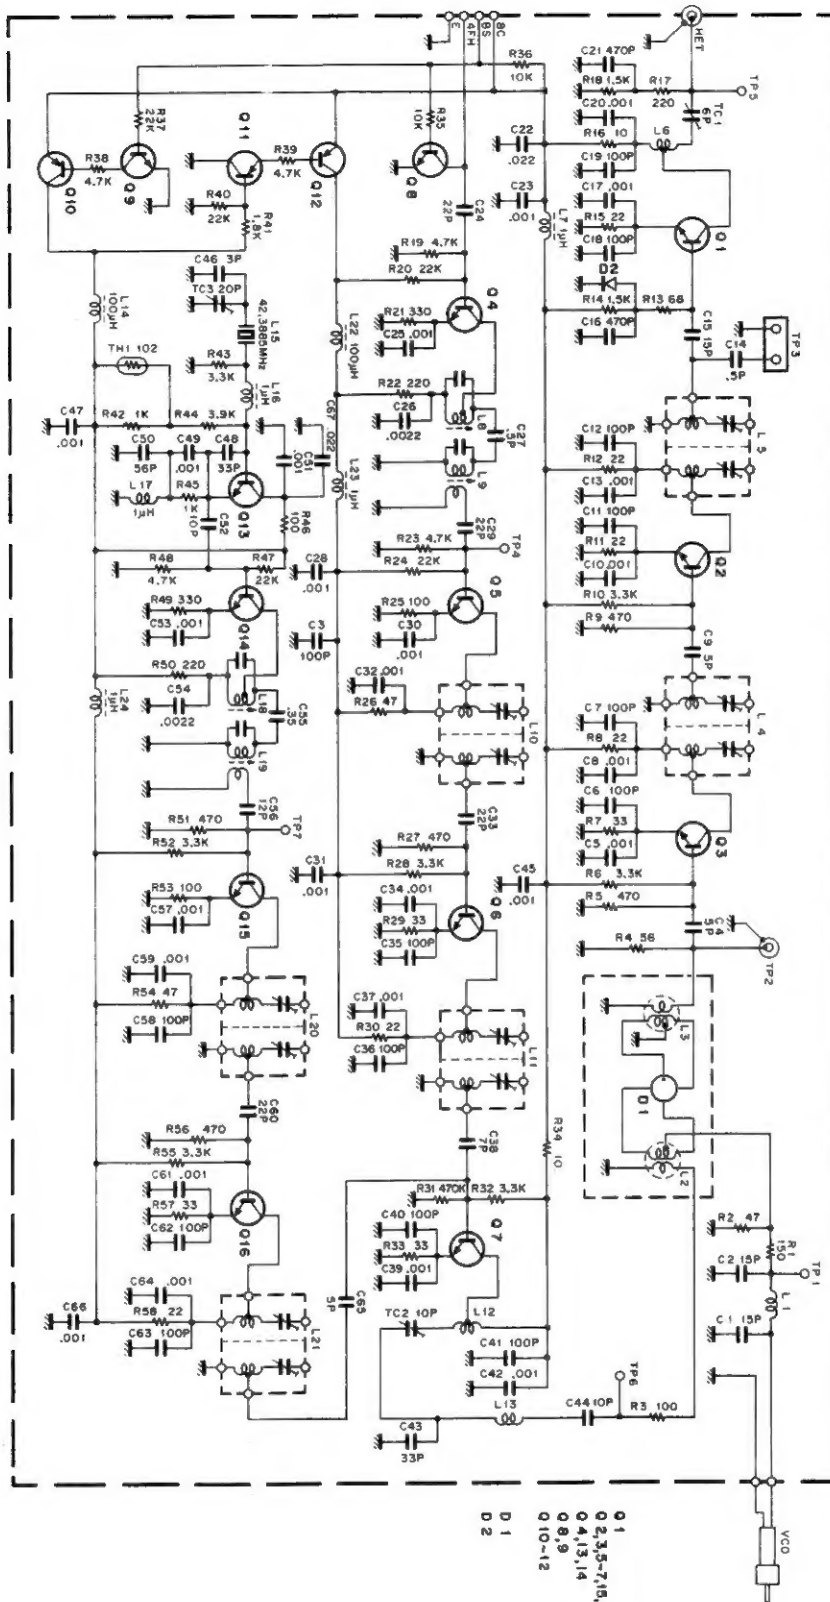 E
4FH
8S
8C
HET
R36
10K
C21 470P
R18 1.5K
R17
220
TP5
C20.001
TC1
6P
R37
22K
Q11
R39
4.7K
R35
10K
C22
.022
R16 10
L6
R38
4.7K
Q9
Q10
Q12
Q8
C19 100P
C17 .001
R40
22K
R41
1.8K
C24
22P
C23
.001
L7 1μH
R15 22
C18 100P
Q1
R19 4.7K
R20 22K
D2
C46 3P
TC3 20P
Q4
R14 1.5K
R13 68
L14
100μH
L15
42.3885MHz
L22
100μH
R21 330
C25 .001
C16 470P
C15
15P
TP3
TH1 102
R43
3.3K
L16
1μH
R22 220
C14
.5P
C47
.001
R42 1K
R44 3.9K
C67 .022
C26
.0022
L8
C27
.5P
C12 100P
L 5
C50
56P
C49
.001
C48
33P
C51
.001
L9
R12 22
C13 .001
L17
1μH
R45
1K
10P
C52
Q13
R46
100
L23
1μH
C29
22P
C11 100P
R11 22
Q2
R48
4.7K
R47
22K
C28
.001
R23 4.7K
R24 22K
TP4
C10.001
R10 3.3K
R49 330
C53 .001
Q14
C3
100P
R25 100
C30
.001
Q5
R9 470
C9
5P
R50 220
C54
.0022
L18
C55
.35
C32.001
R26 47
L10
C7 100P
L 4
L24
1μH
L19
R8 22
C8 .001
C56
12P
C33
22P
C6 100P
R51 470
R52 3.3K
TP7
C31
.001
R27 470
R28 3.3K
R7 33
C5 .001
Q3
R53 100
C57 .001
Q15
C34.001
R29 33
C35100P
Q6
C45
.001
R6 3.3K
R5 470
C4
5P
TP2
C59 .001
R54 47
C58 100P
L20
C37.001
R30 22
C36 100P
L11
R4 56
L3
D1
C60
22P
C38
7P
R34 10
R56 470
R55 3.3K
L2
C61 .001
R57 33
C62 100P
Q16
R31 470K
R32 3.3K
C40 100P
R33 33
C39.001
Q7
R2 47
R1
150
C2 15P
TP1
C64 .001
R58 22
C63 100P
C66
.001
L21
C65
5P
TC2 10P
L12
L1
C1 15P
C41 100P
C42 .001
TP6
L13
C44 10P
R3 100
C43
33P
VCO
Q1
Q2,3,5~7,15,
Q4,13,14
Q8,9
Q10~12
D1
D2